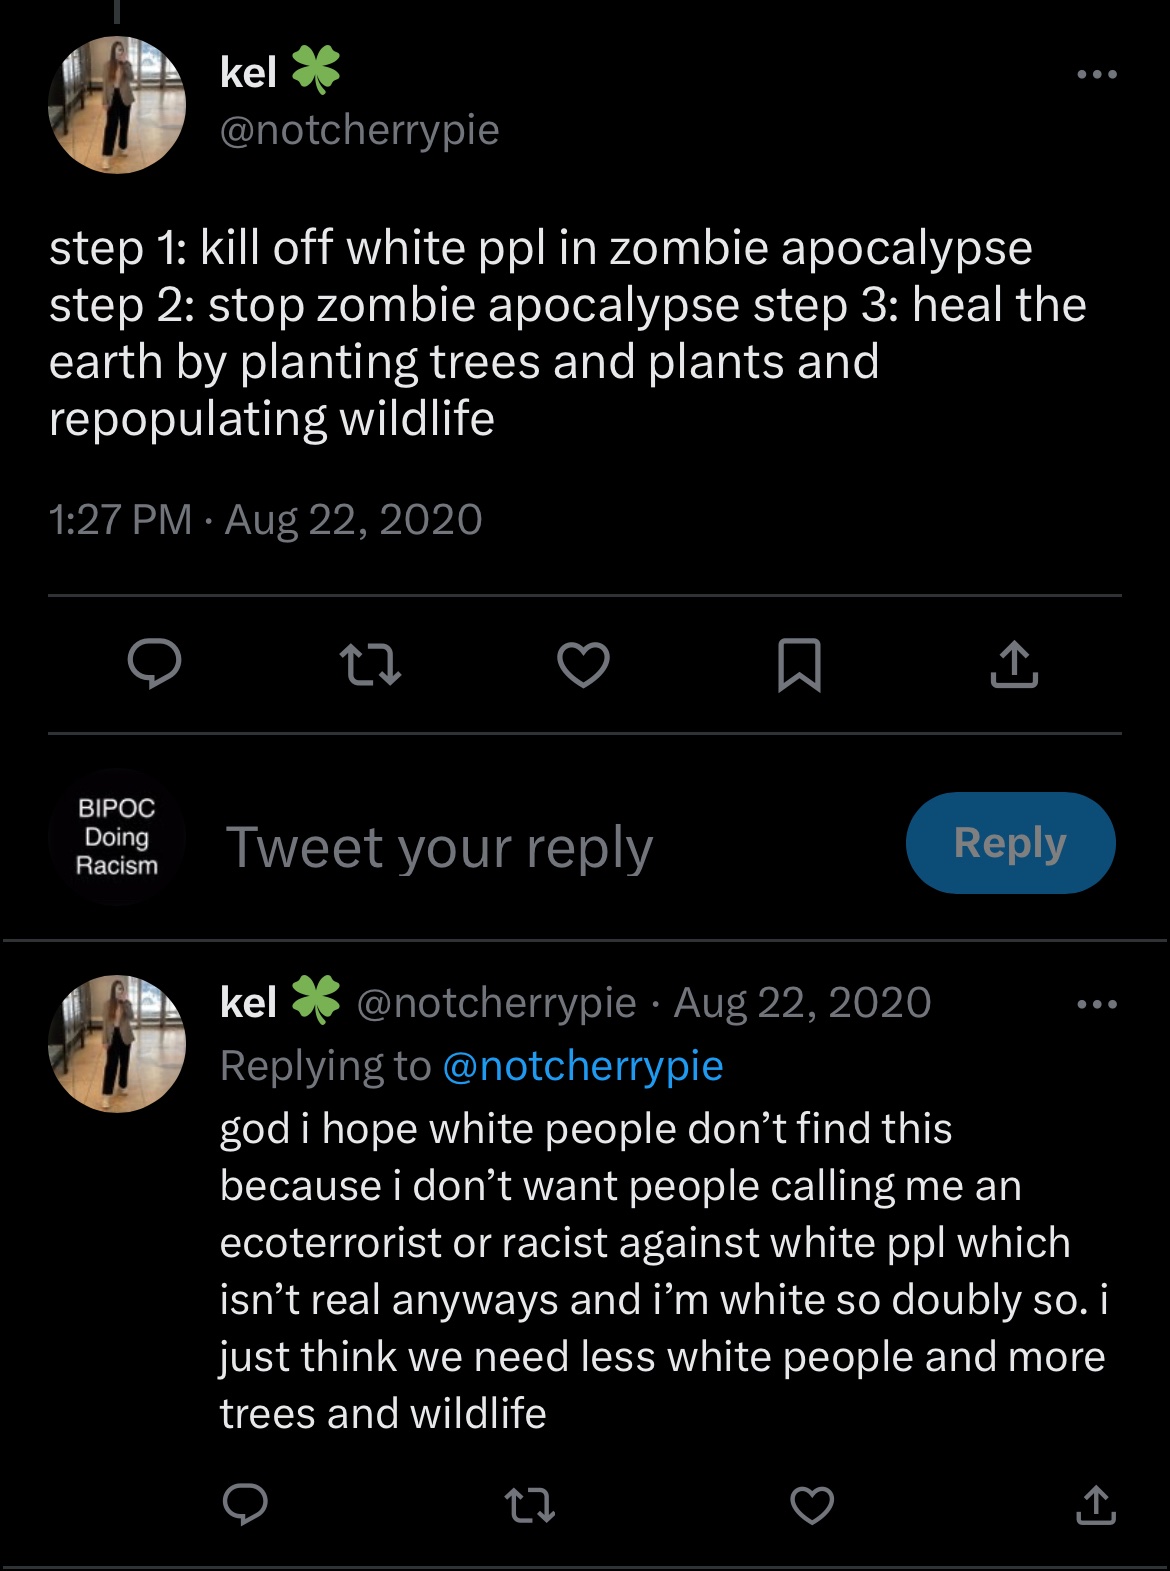 kel 🍀
@notcherrypie
step 1: kill off white ppl in zombie apocalypse
step 2: stop zombie apocalypse step 3: heal the
earth by planting trees and plants and
repopulating wildlife
1:27 PM · Aug 22, 2020
BIPOC
Doing
Racism
Tweet your reply
Reply
kel 🍀 @notcherrypie · Aug 22, 2020
Replying to @notcherrypie
god i hope white people don’t find this
because i don’t want people calling me an
ecoterrorist or racist against white ppl which
isn’t real anyways and i’m white so doubly so. i
just think we need less white people and more
trees and wildlife